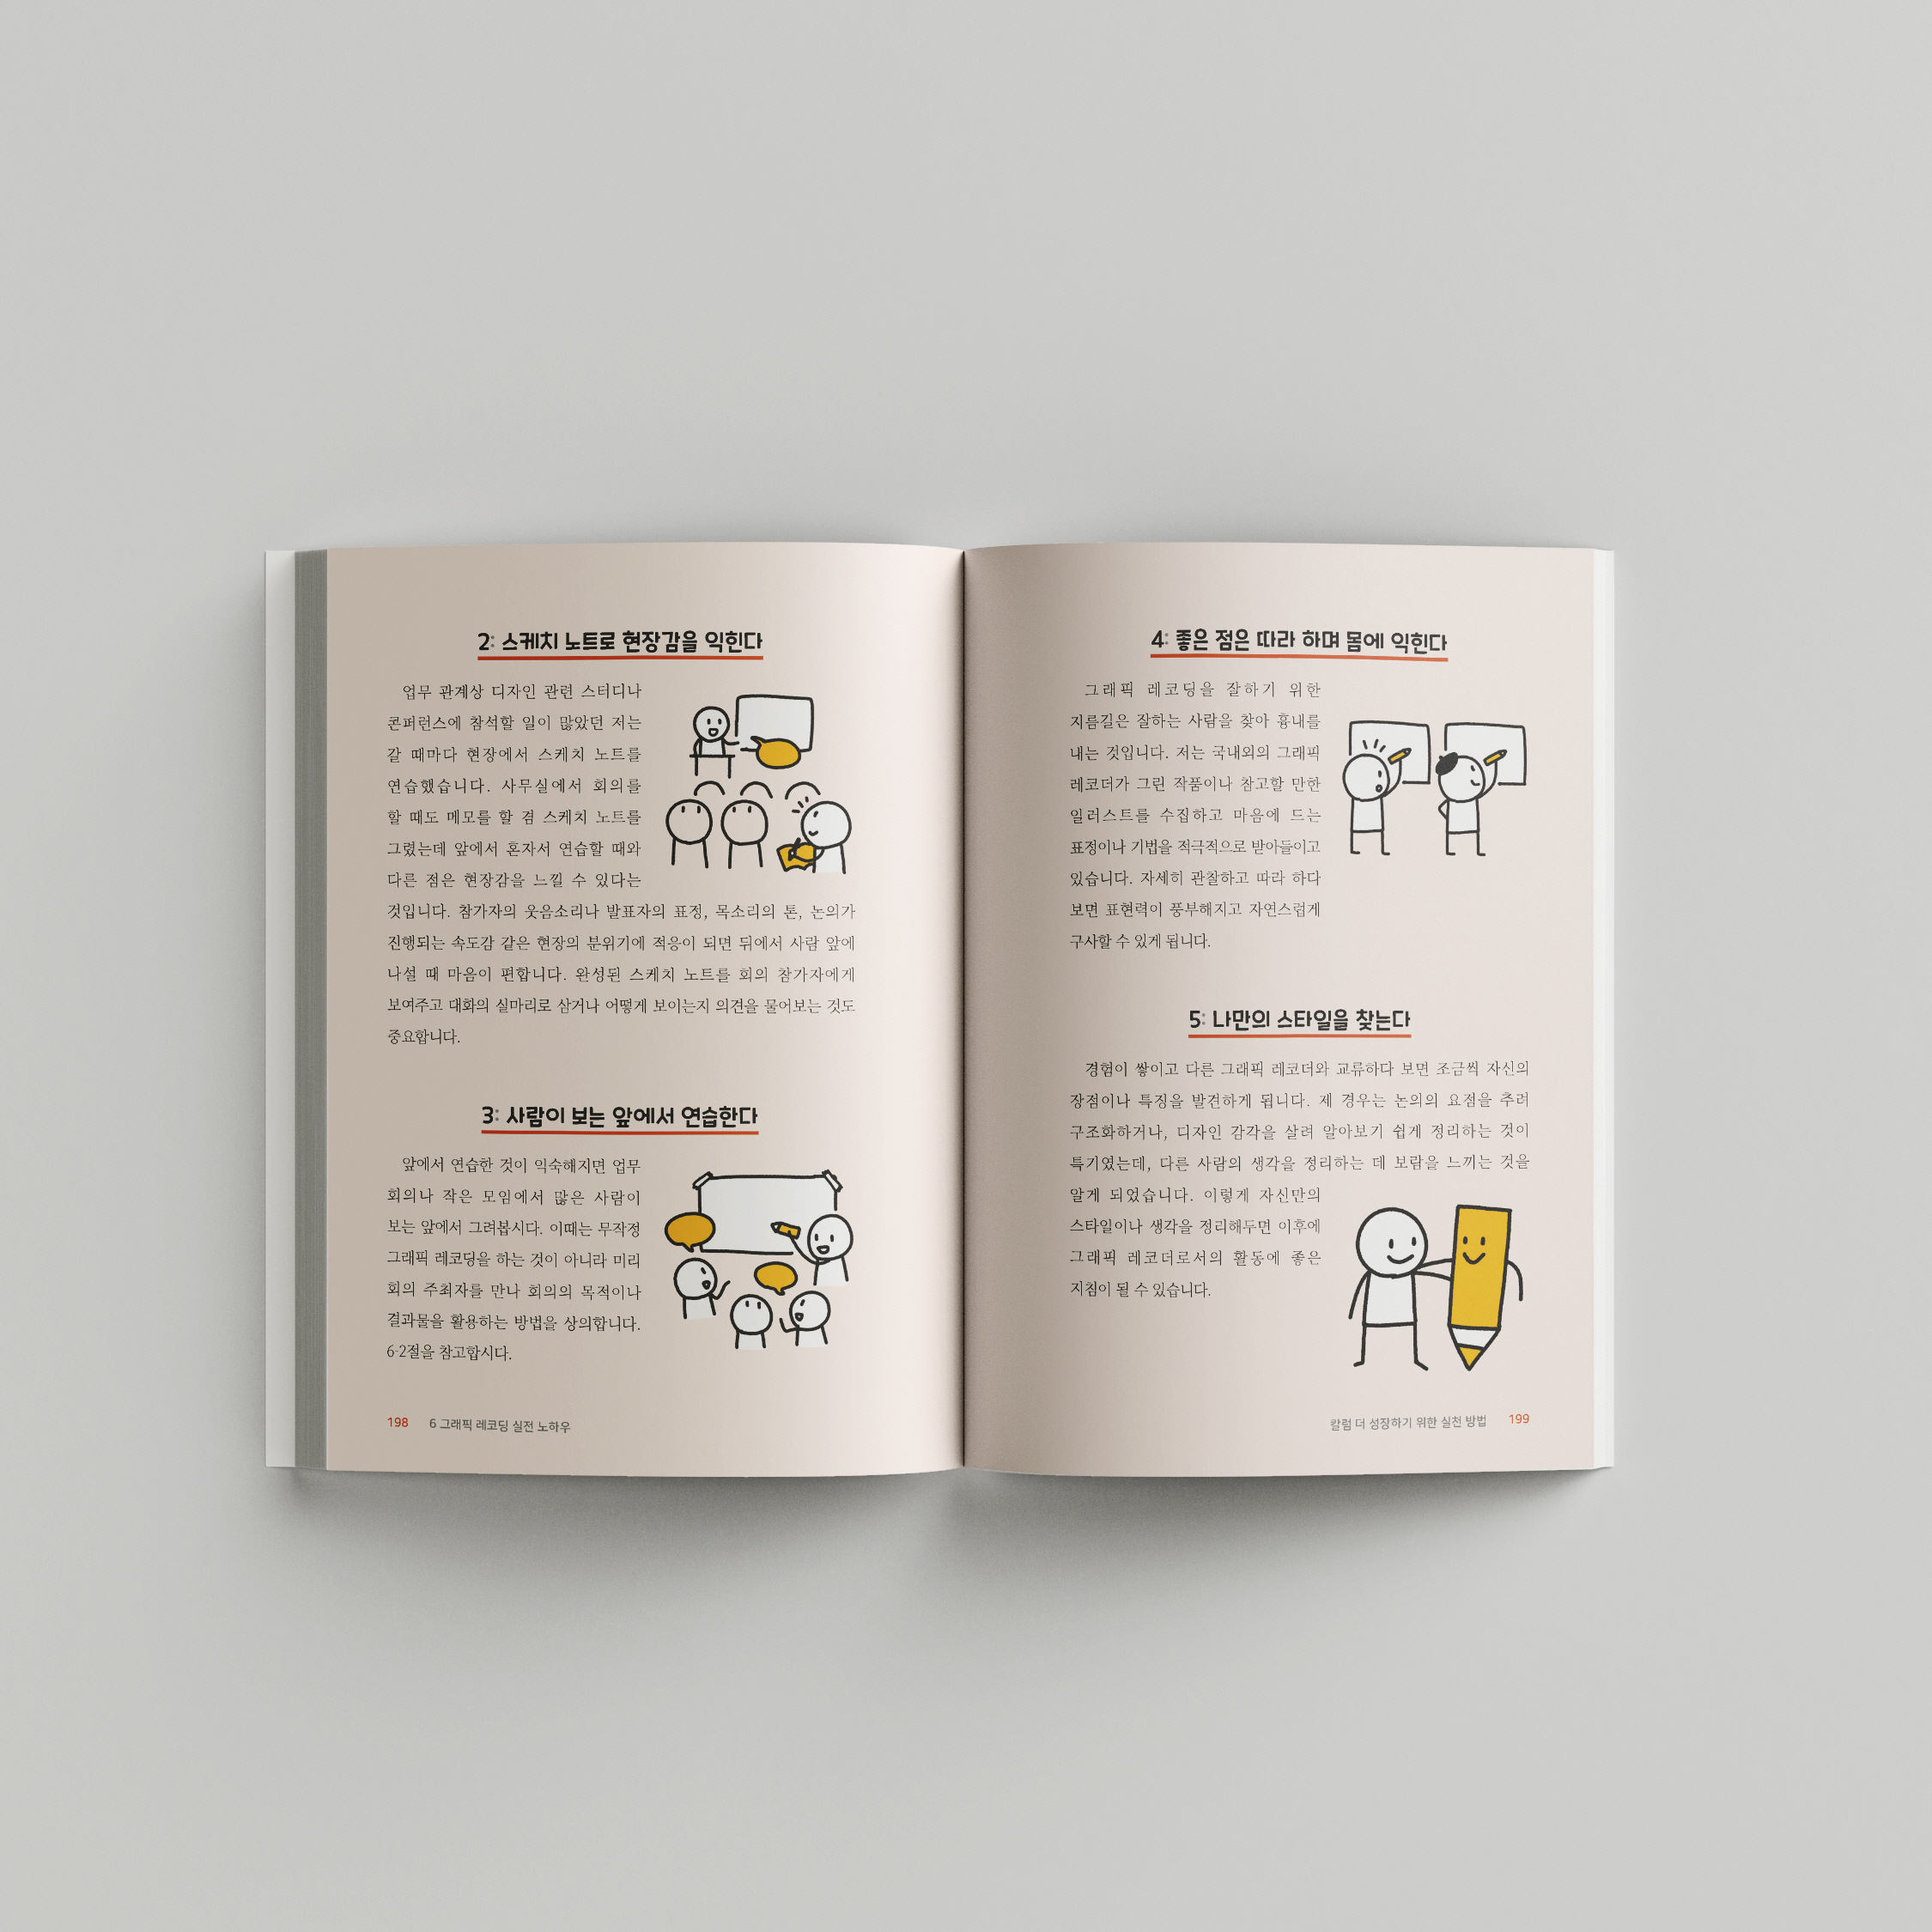 2: 스케치 노트로 현장감을 익힌다
업무 관계상 디자인 관련 스터디나
콘퍼런스에 참석할 일이 많았던 저는
갈 때마다 현장에서 스케치 노트를
연습했습니다. 사무실에서 회의를
할 때도 메모를 할 겸 스케치 노트를
그렸는데 앞에서 혼자서 연습할 때와
다른 점은 현장감을 느낄 수 있다는
것입니다. 참가자의 웃음소리나 발표자의 표정, 목소리의 톤, 논의가
진행되는 속도감 같은 현장의 분위기에 적응이 되면 뒤에서 사람 앞에
나설 때 마음이 편합니다. 완성된 스케치 노트를 회의 참가자에게
보여주고 대화의 실마리로 삼거나 어떻게 보이는지 의견을 물어보는 것도
중요합니다.
3: 사람이 보는 앞에서 연습한다
앞에서 연습한 것이 익숙해지면 업무
회의나 작은 모임에서 많은 사람이
보는 앞에서 그려봅시다. 이때는 무작정
그래픽 레코딩을 하는 것이 아니라 미리
회의 주최자를 만나 회의의 목적이나
결과물을 활용하는 방법을 상의합니다.
6-2절을 참고합시다.
198 6 그래픽 레코딩 실전 노하우
4: 좋은 점은 따라 하며 몸에 익힌다
그래픽 레코딩을 잘하기 위한
지름길은 잘하는 사람을 찾아 흉내를
내는 것입니다. 저는 국내외의 그래픽
레코더가 그린 작품이나 참고할 만한
일러스트를 수집하고 마음에 드는
표정이나 기법을 적극적으로 받아들이고
있습니다. 자세히 관찰하고 따라 하다
보면 표현력이 풍부해지고 자연스럽게
구사할 수 있게 됩니다.
5: 나만의 스타일을 찾는다
경험이 쌓이고 다른 그래픽 레코더와 교류하다 보면 조금씩 자신의
장점이나 특징을 발견하게 됩니다. 제 경우는 논의의 요점을 추려
구조화하거나, 디자인 감각을 살려 알아보기 쉽게 정리하는 것이
특기였는데, 다른 사람의 생각을 정리하는 데 보람을 느끼는 것을
알게 되었습니다. 이렇게 자신만의
스타일이나 생각을 정리해두면 이후에
그래픽 레코더로서의 활동에 좋은
지침이 될 수 있습니다.
칼럼 더 성장하기 위한 실천 방법 199